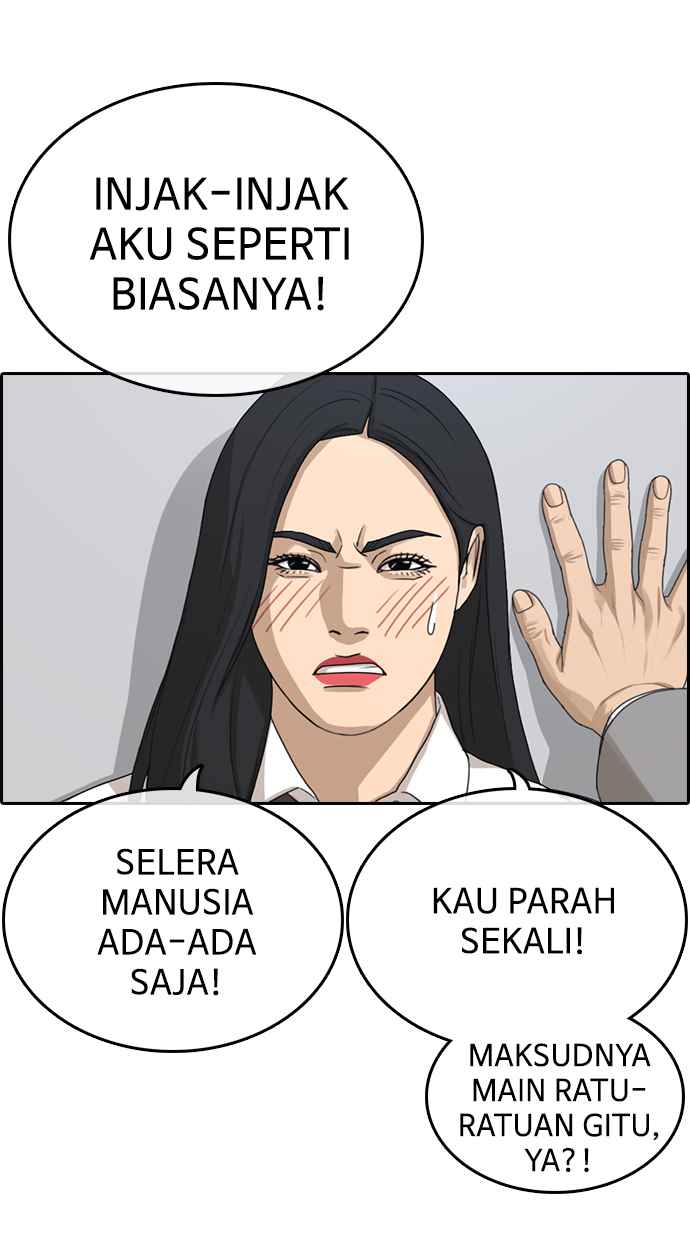 INJAK-INJAK
AKU SEPERTI
BIASANYA!
SELERA
MANUSIA
ADA-ADA
SAJA!
KAU PARAH
SEKALI!
MAKSUDNYA
MAIN RATU-
RATUAN GITU,
YA?!